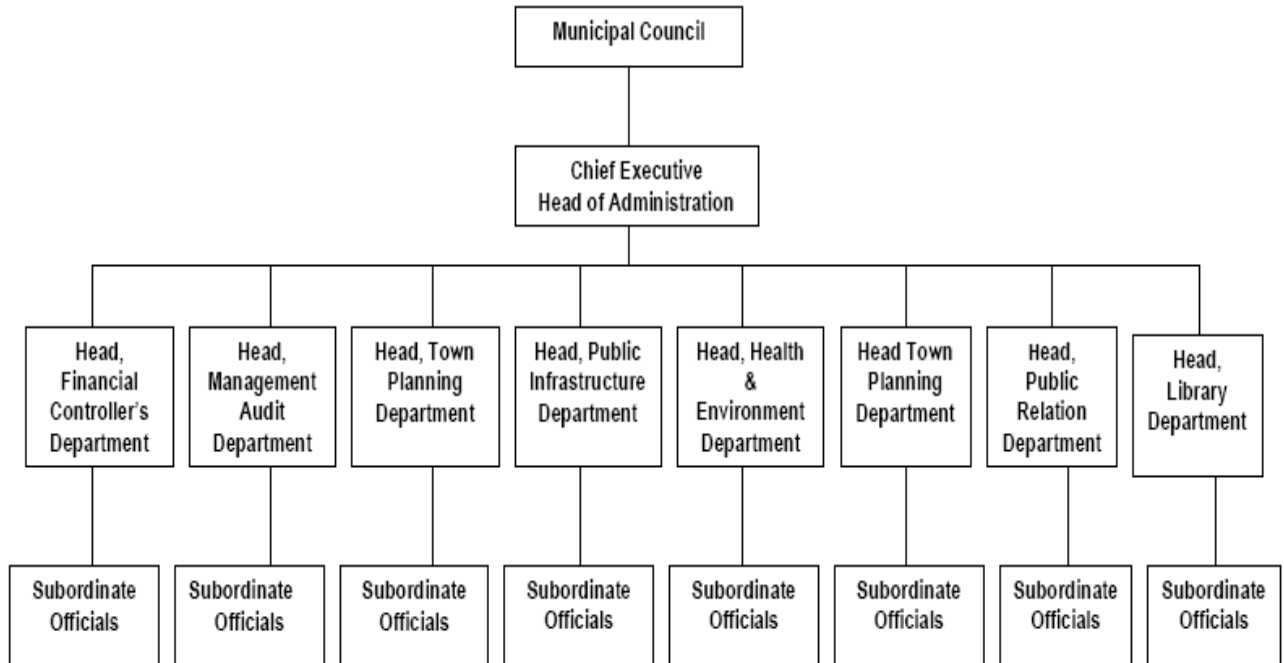 Municipal Council
Chief Executive
Head of Administration
Head,
Financial
Controller's
Department
Head,
Management
Audit
Department
Head, Town
Planning
Department
Head, Public
Infrastructure
Department
Head, Health
&
Environment
Department
Head Town
Planning
Department
Head,
Public
Relation
Department
Head,
Library
Department
Subordinate
Officials
Subordinate
Officials
Subordinate
Officials
Subordinate
Officials
Subordinate
Officials
Subordinate
Officials
Subordinate
Officials
Subordinate
Officials